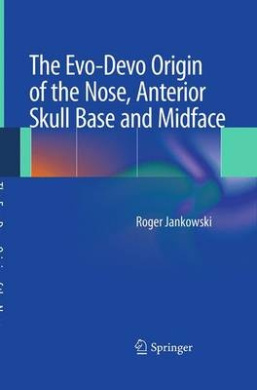 The Evo-Devo Origin
of the Nose, Anterior
Skull Base and Midface
Roger Jankowski
Springer